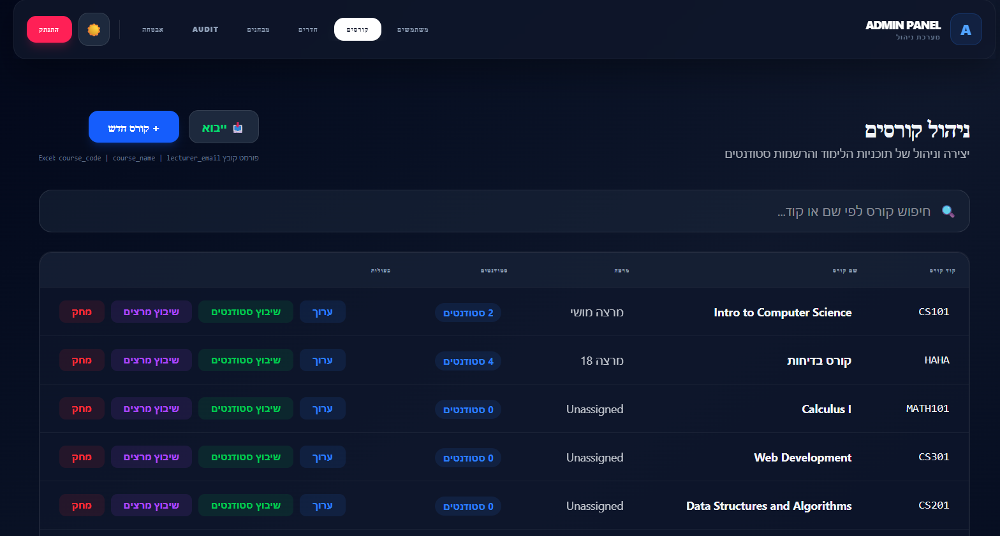 A
ADMIN PANEL
מערכת ניהול
משתמשים
קורסים
חדרים
מבחנים
AUDIT
אבטחה
התנתק
ניהול קורסים
יצירה וניהול של תוכניות הלימוד והרשמות סטודנטים
ייבוא
+ קורס חדש
פורמט קובץ Excel: course_code | course_name | lecturer_email
חיפוש קורס לפי שם או קוד...
קוד קורס שם קורס מרצה סטודנטים פעולות
CS101 Intro to Computer Science מרצה מושי 2 סטודנטים ערוך שיבוץ סטודנטים שיבוץ מרצים מחק
HAHA קורס בדיחות מרצה 18 4 סטודנטים ערוך שיבוץ סטודנטים שיבוץ מרצים מחק
MATH101 Calculus I Unassigned 0 סטודנטים ערוך שיבוץ סטודנטים שיבוץ מרצים מחק
CS301 Web Development Unassigned 0 סטודנטים ערוך שיבוץ סטודנטים שיבוץ מרצים מחק
CS201 Data Structures and Algorithms Unassigned 0 סטודנטים ערוך שיבוץ סטודנטים שיבוץ מרצים מחק